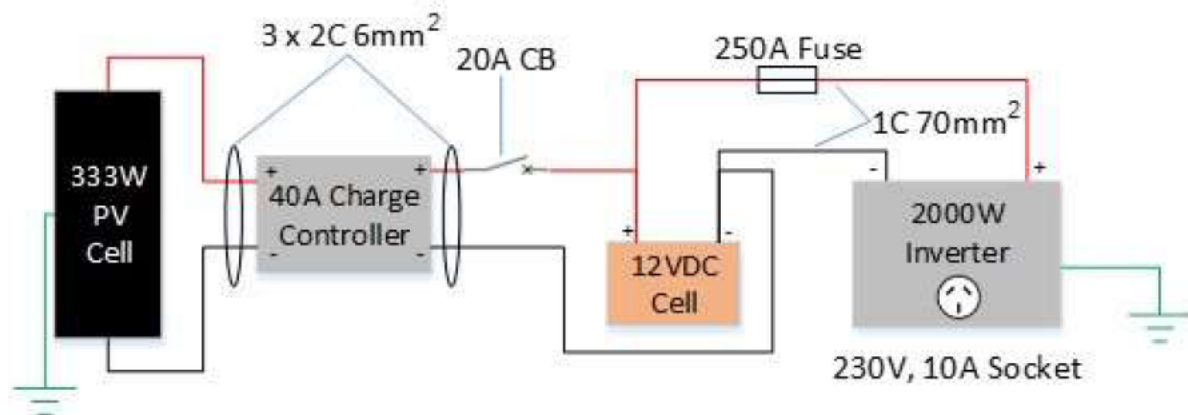 3 x 2C 6mm²
20A CB
250A Fuse
1C 70mm²
333W
PV
Cell
+
-
40A Charge
Controller
+
-
+
-
12VDC
Cell
-
+
2000W
Inverter
230V, 10A Socket